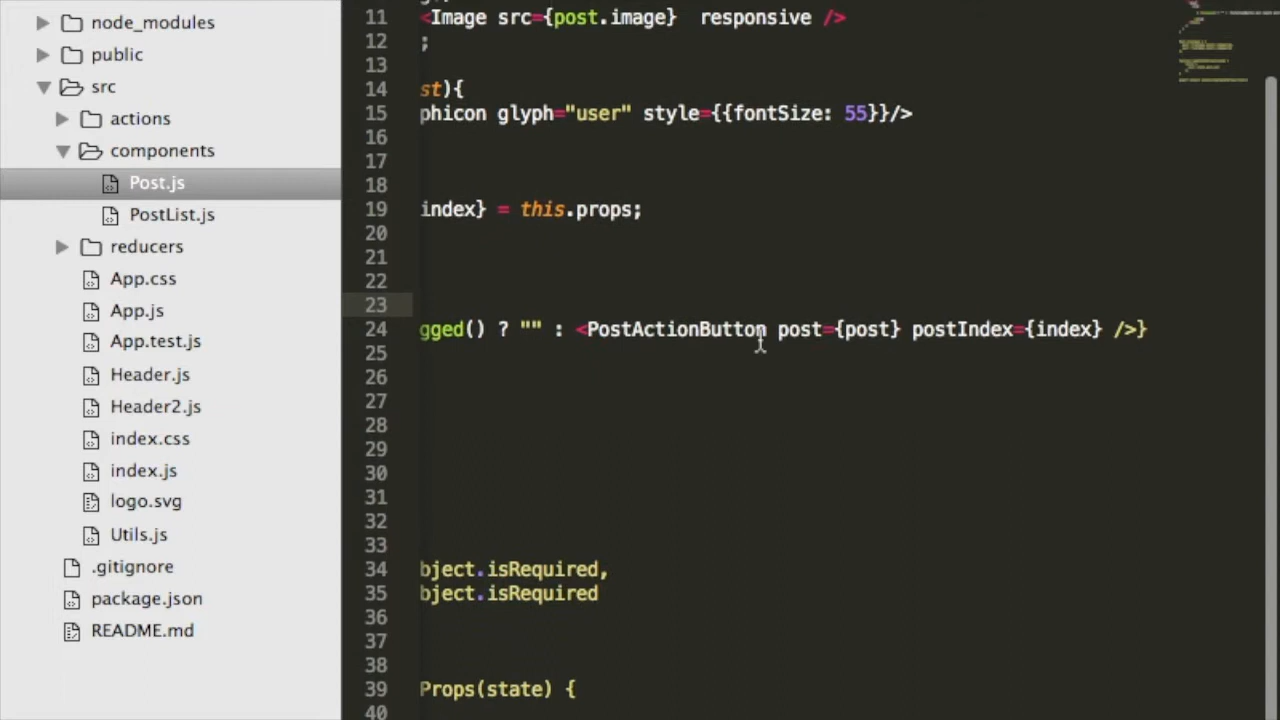 node_modules
public
src
actions
components
Post.js
PostList.js
reducers
App.css
App.js
App.test.js
Header.js
Header2.js
index.css
index.js
logo.svg
Utils.js
.gitignore
package.json
README.md
11 <Image src={post.image}  responsive />
12 ;
13
14 st){
15 phicon glyph="user" style={{fontSize: 55}}/>
16
17
18
19 index} = this.props;
20
21
22
23
24 gged() ? "" : <PostActionButton post={post} postIndex={index} />}
25
26
27
28
29
30
31
32
33
34 bject.isRequired,
35 bject.isRequired
36
37
38
39 Props(state) {
40